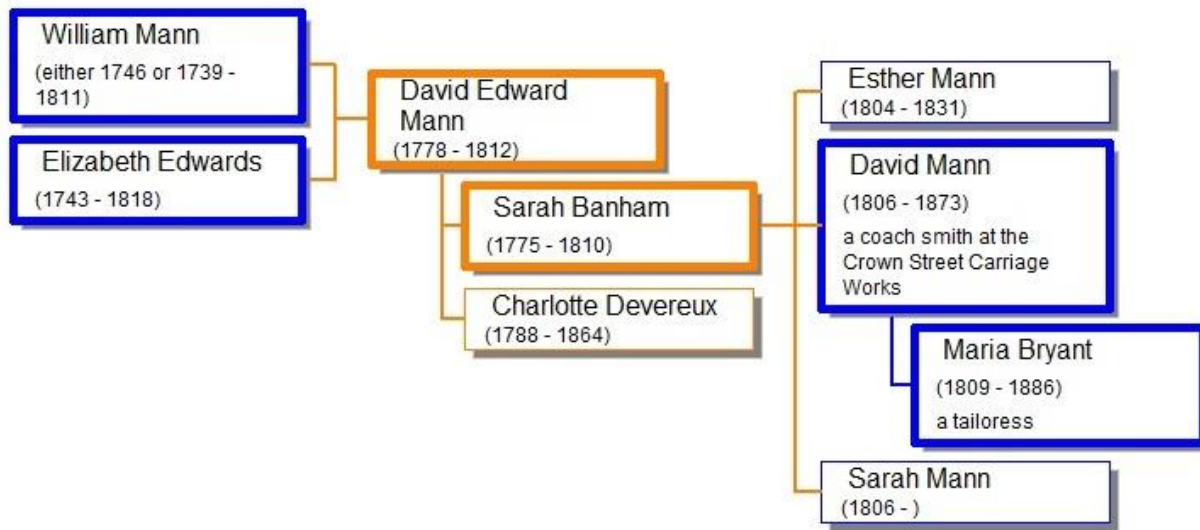 William Mann
(either 1746 or 1739 -
1811)
Elizabeth Edwards
(1743 - 1818)
David Edward
Mann
(1778 - 1812)
Sarah Banham
(1775 - 1810)
Charlotte Devereux
(1788 - 1864)
Esther Mann
(1804 - 1831)
David Mann
(1806 - 1873)
a coach smith at the
Crown Street Carriage
Works
Maria Bryant
(1809 - 1886)
a tailoress
Sarah Mann
(1806 - )